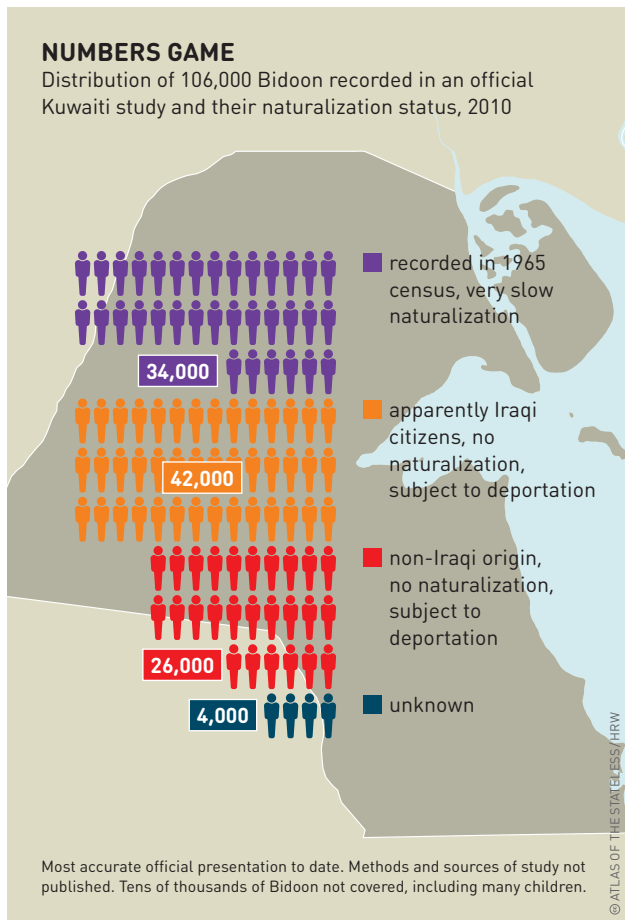 NUMBERS GAME
Distribution of 106,000 Bidoon recorded in an official
Kuwaiti study and their naturalization status, 2010
recorded in 1965
census, very slow
naturalization
34,000
apparently Iraqi
citizens, no
naturalization,
subject to deportation
42,000
non-Iraqi origin,
no naturalization,
subject to
deportation
26,000
unknown
4,000
Most accurate official presentation to date. Methods and sources of study not
published. Tens of thousands of Bidoon not covered, including many children.
🅭 ATLAS OF THE STATELESS/HRW